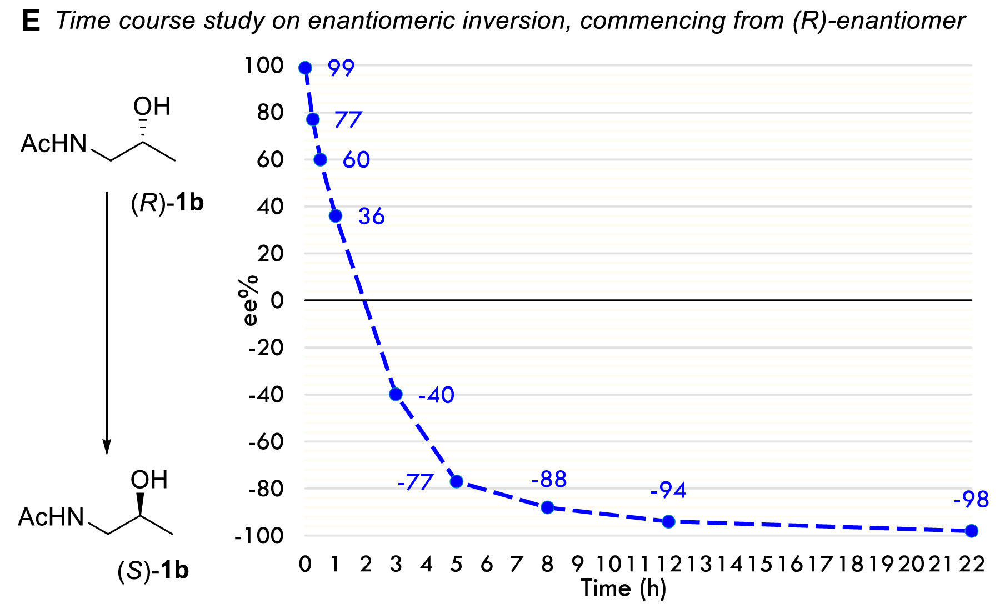 E Time course study on enantiomeric inversion, commencing from (R)-enantiomer
OH
AcHN
(R)-1b
OH
AcHN
(S)-1b
ee%
100
80
60
40
20
0
-20
-40
-60
-80
-100
99
77
60
36
-40
-77
-88
-94
-98
0 1 2 3 4 5 6 7 8 9 10 11 12 13 14 15 16 17 18 19 20 21 22
Time (h)